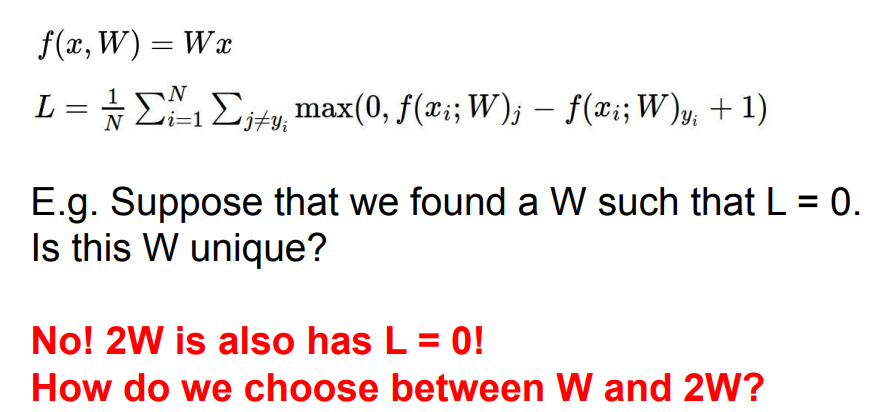 f(x, W) = Wx
L = \frac{1}{N} \sum_{i=1}^{N} \sum_{j \neq y_i} \max(0, f(x_i; W)_j - f(x_i; W)_{y_i} + 1)
E.g. Suppose that we found a W such that L = 0.
Is this W unique?
No! 2W is also has L = 0!
How do we choose between W and 2W?